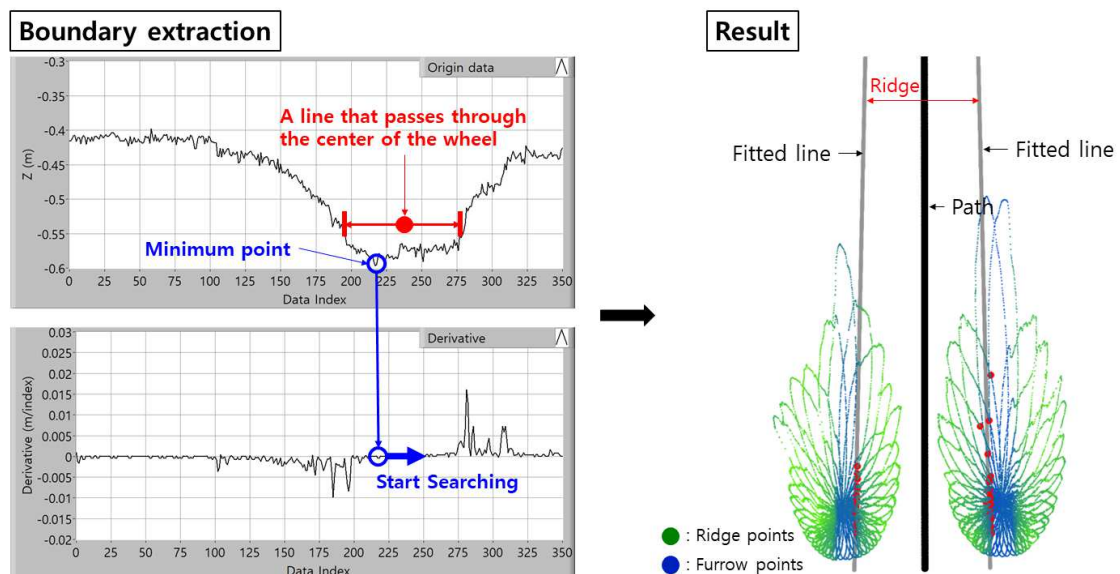 Boundary extraction
Origin data
-0.3
-0.35
-0.4
-0.45
-0.5
-0.55
-0.6
Z (m)
A line that passes through
the center of the wheel
Minimum point
0 25 50 75 100 125 150 175 200 225 250 275 300 325 350
Data Index
Derivative
0.03
0.025
0.02
0.015
0.01
0.005
0
-0.005
-0.01
-0.015
-0.02
Derivative (m/index)
Start Searching
0 25 50 75 100 125 150 175 200 225 250 275 300 325 350
Data Index
Result
Ridge
Fitted line
Fitted line
Path
: Ridge points
: Furrow points